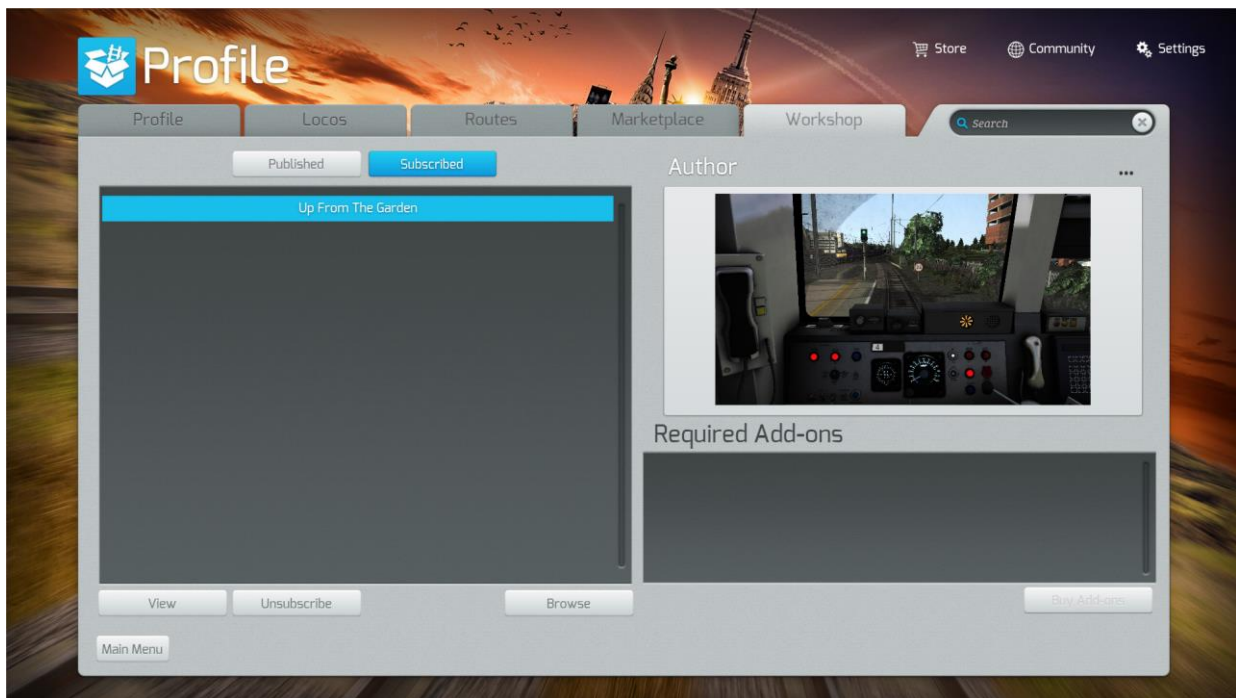 Profile
Store
Community
Settings
Profile
Locos
Routes
Marketplace
Workshop
Search
Published
Subscribed
Author
...
Up From The Garden
4
Required Add-ons
View
Unsubscribe
Browse
Buy Add-ons
Main Menu